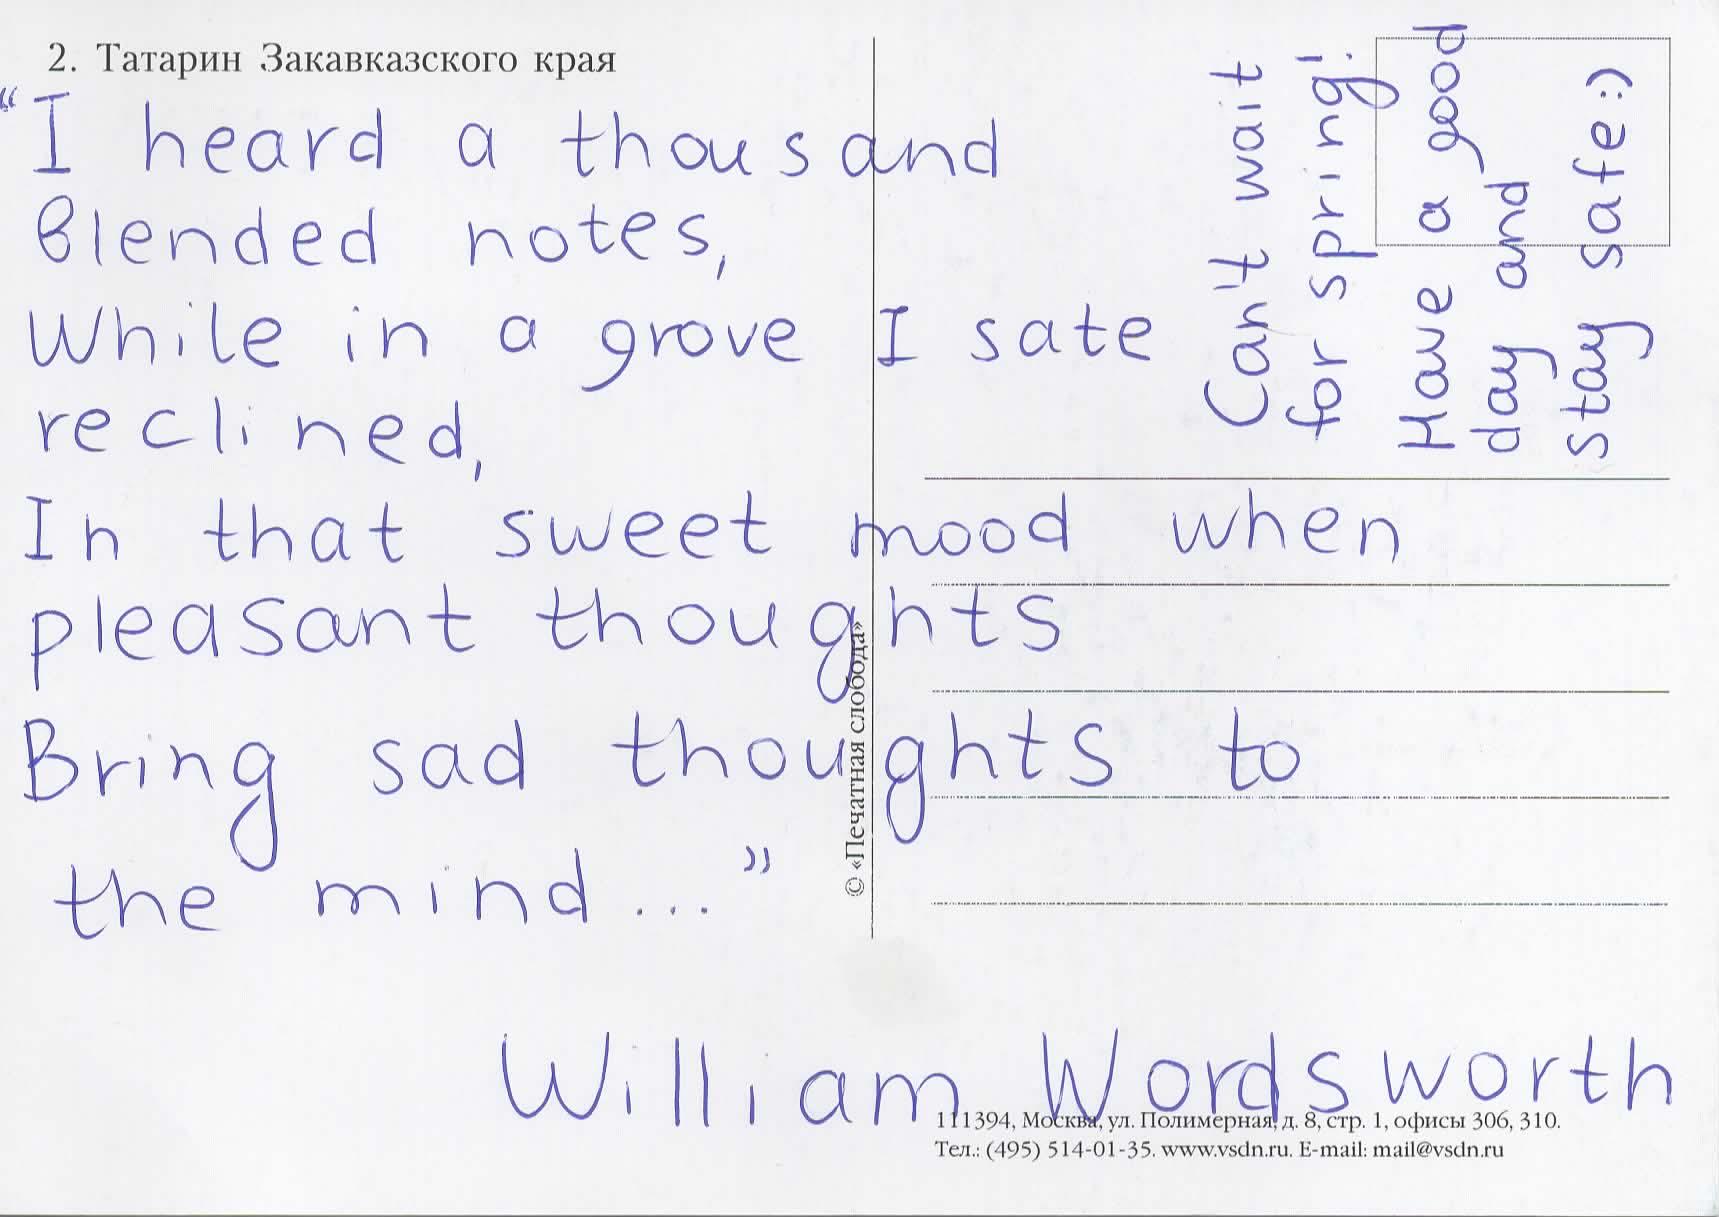 2. Татарин Закавказского края
“I heard a thousand
blended notes,
While in a grove I sate
reclined,
In that sweet mood when
pleasant thoughts
Bring sad thoughts to
the mind...”
William Wordsworth
Can't wait
for spring!
Have a good
day and
stay safe:)
© «Печатная слобода»
111394, Москва, ул. Полимерная, д. 8, стр. 1, офисы 306, 310.
Тел.: (495) 514-01-35. www.vsdn.ru. E-mail: mail@vsdn.ru